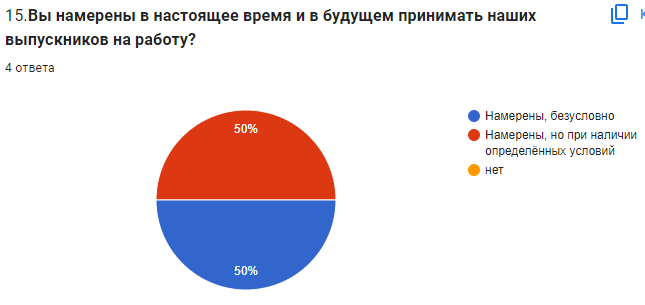 15.Вы намерены в настоящее время и в будущем принимать наших
выпускников на работу?
4 ответа
50%
50%
Намерены, безусловно
Намерены, но при наличии
определённых условий
нет